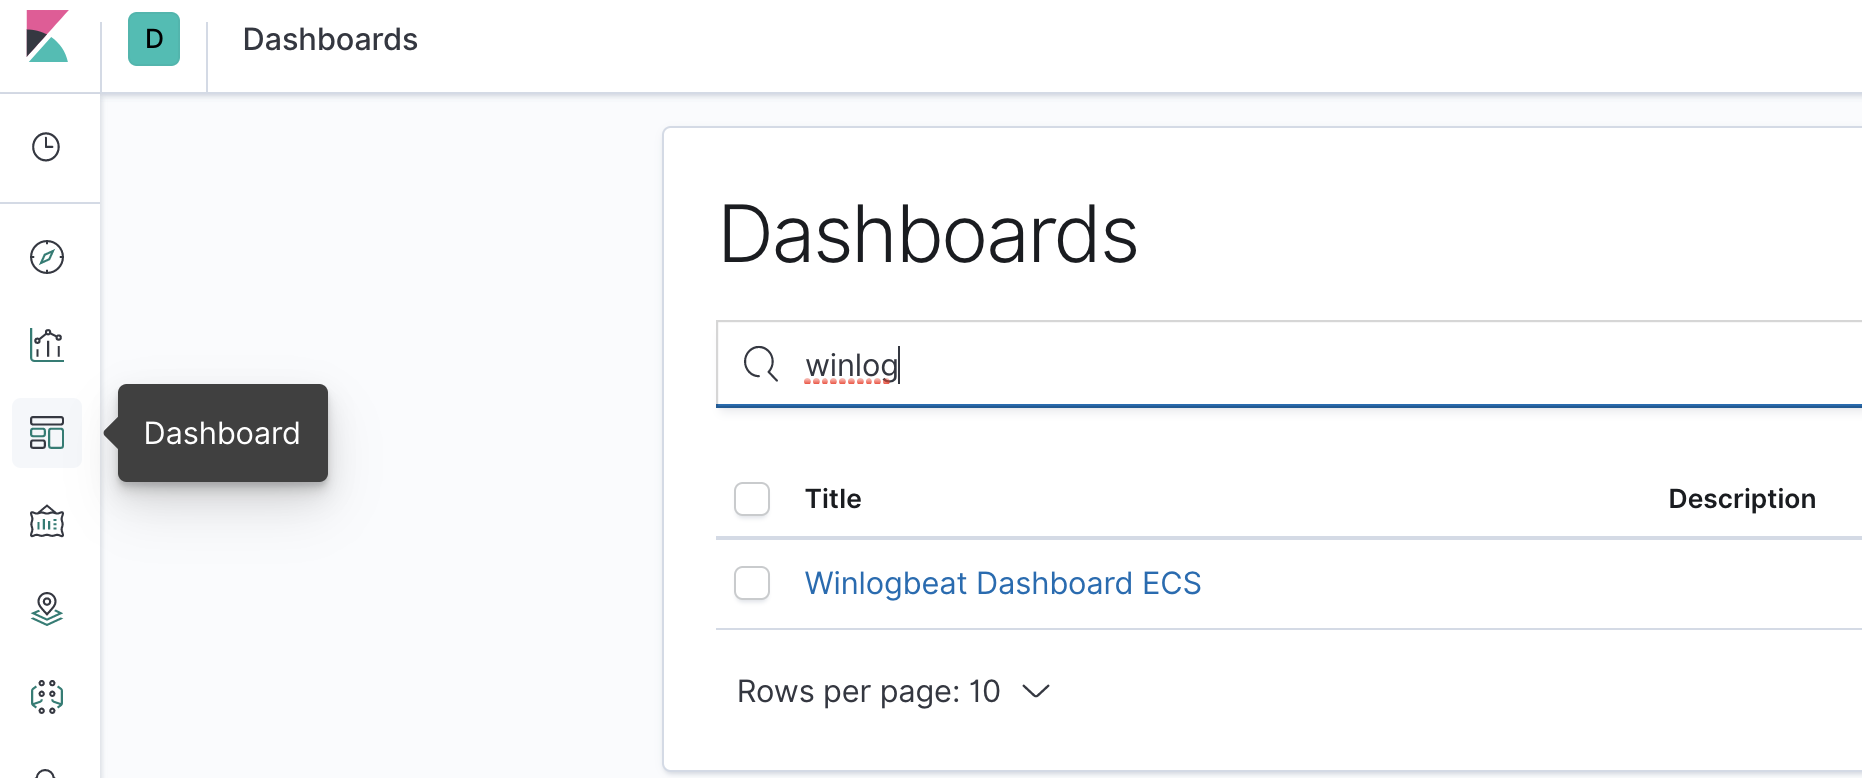 D Dashboards
Dashboards
winlog
Dashboard
Title Description
Winlogbeat Dashboard ECS
Rows per page: 10